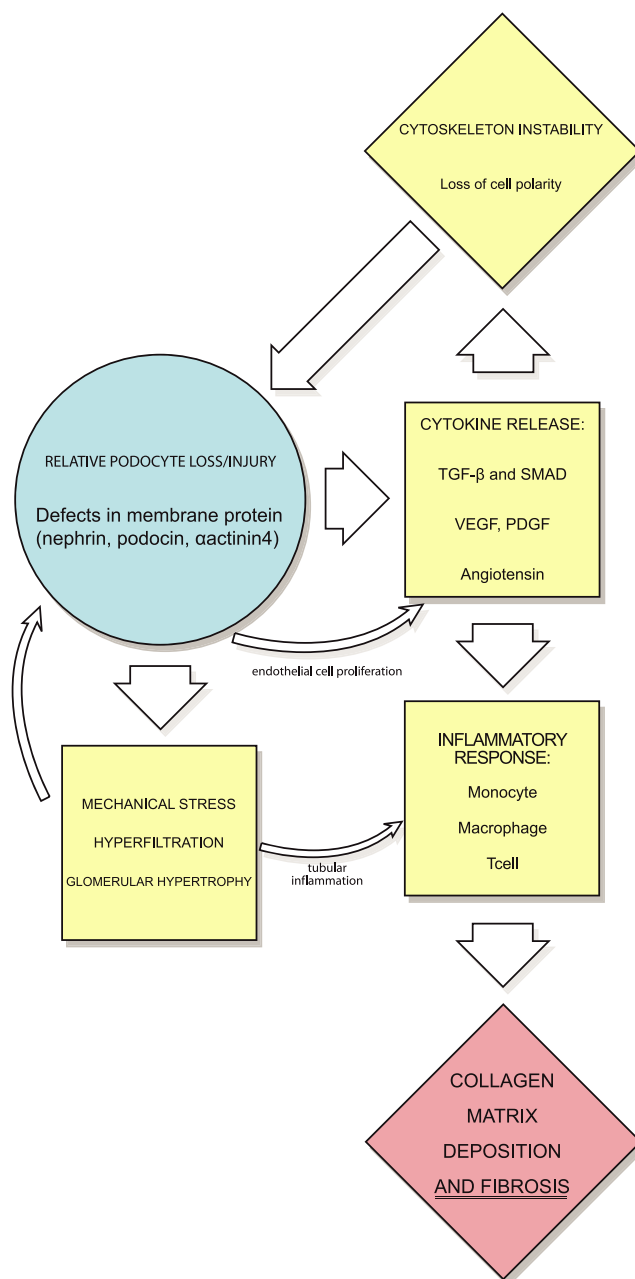 CYTOSKELETON INSTABILITY
Loss of cell polarity
RELATIVE PODOCYTE LOSS/INJURY
Defects in membrane protein
(nephrin, podocin, αactinin4)
CYTOKINE RELEASE:
TGF-β and SMAD
VEGF, PDGF
Angiotensin
endothelial cell proliferation
MECHANICAL STRESS
HYPERFILTRATION
GLOMERULAR HYPERTROPHY
tubular
inflammation
INFLAMMATORY
RESPONSE:
Monocyte
Macrophage
Tcell
COLLAGEN
MATRIX
DEPOSITION
AND FIBROSIS